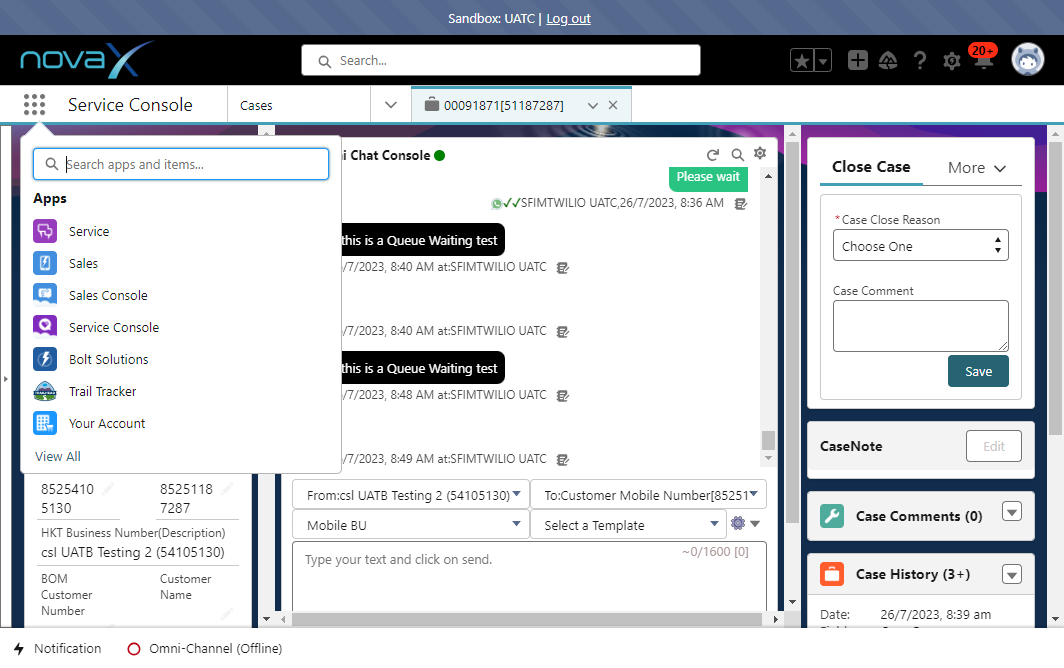 Sandbox: UATC | Log out
novaX
Search...
20+
Service Console
Cases
00091871[51187287]
Search apps and items...
Apps
Service
Sales
Sales Console
Service Console
Bolt Solutions
Trail Tracker
Your Account
View All
8525410
5130
8525118
7287
HKT Business Number(Description)
csl UATB Testing 2 (54105130)
BOM
Customer
Number
Customer
Name
i Chat Console
Please wait
SFIMTWILIO UATC,26/7/2023, 8:36 AM
this is a Queue Waiting test
/7/2023, 8:40 AM at:SFIMTWILIO UATC
/7/2023, 8:40 AM at:SFIMTWILIO UATC
this is a Queue Waiting test
/7/2023, 8:48 AM at:SFIMTWILIO UATC
/7/2023, 8:49 AM at:SFIMTWILIO UATC
From:csl UATB Testing 2 (54105130)
To:Customer Mobile Number[85251
Mobile BU
Select a Template
Type your text and click on send.
~0/1600 [0]
Close Case
More
*Case Close Reason
Choose One
Case Comment
Save
CaseNote
Edit
Case Comments (0)
Case History (3+)
Date:
26/7/2023, 8:39 am
Notification
Omni-Channel (Offline)